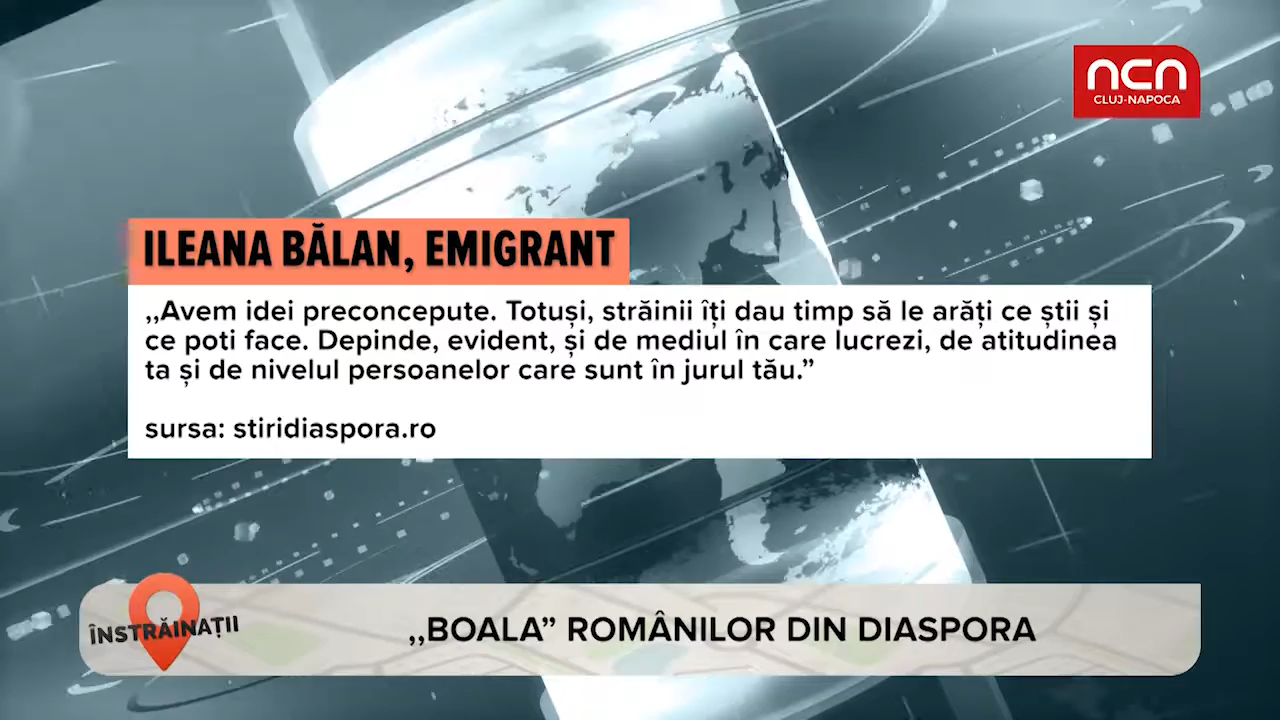 ncn
CLUJ-NAPOCA
ILEANA BĂLAN, EMIGRANT
,,Avem idei preconcepute. Totuși, străinii îți dau timp să le arăți ce știi și
ce poti face. Depinde, evident, și de mediul în care lucrezi, de atitudinea
ta și de nivelul persoanelor care sunt în jurul tău.”
sursa: stiridiaspora.ro
ÎNSTRĂINAȚII
,,BOALA” ROMÂNILOR DIN DIASPORA